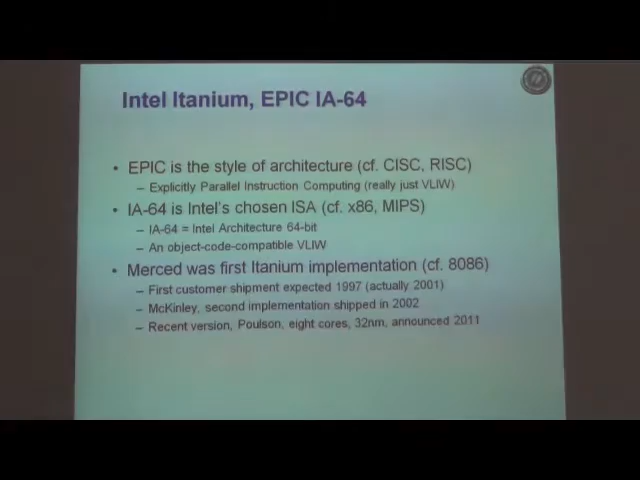 Intel Itanium, EPIC IA-64
• EPIC is the style of architecture (cf. CISC, RISC)
– Explicitly Parallel Instruction Computing (really just VLIW)
• IA-64 is Intel's chosen ISA (cf. x86, MIPS)
– IA-64 = Intel Architecture 64-bit
– An object-code-compatible VLIW
• Merced was first Itanium implementation (cf. 8086)
– First customer shipment expected 1997 (actually 2001)
– McKinley, second implementation shipped in 2002
– Recent version, Poulson, eight cores, 32nm, announced 2011